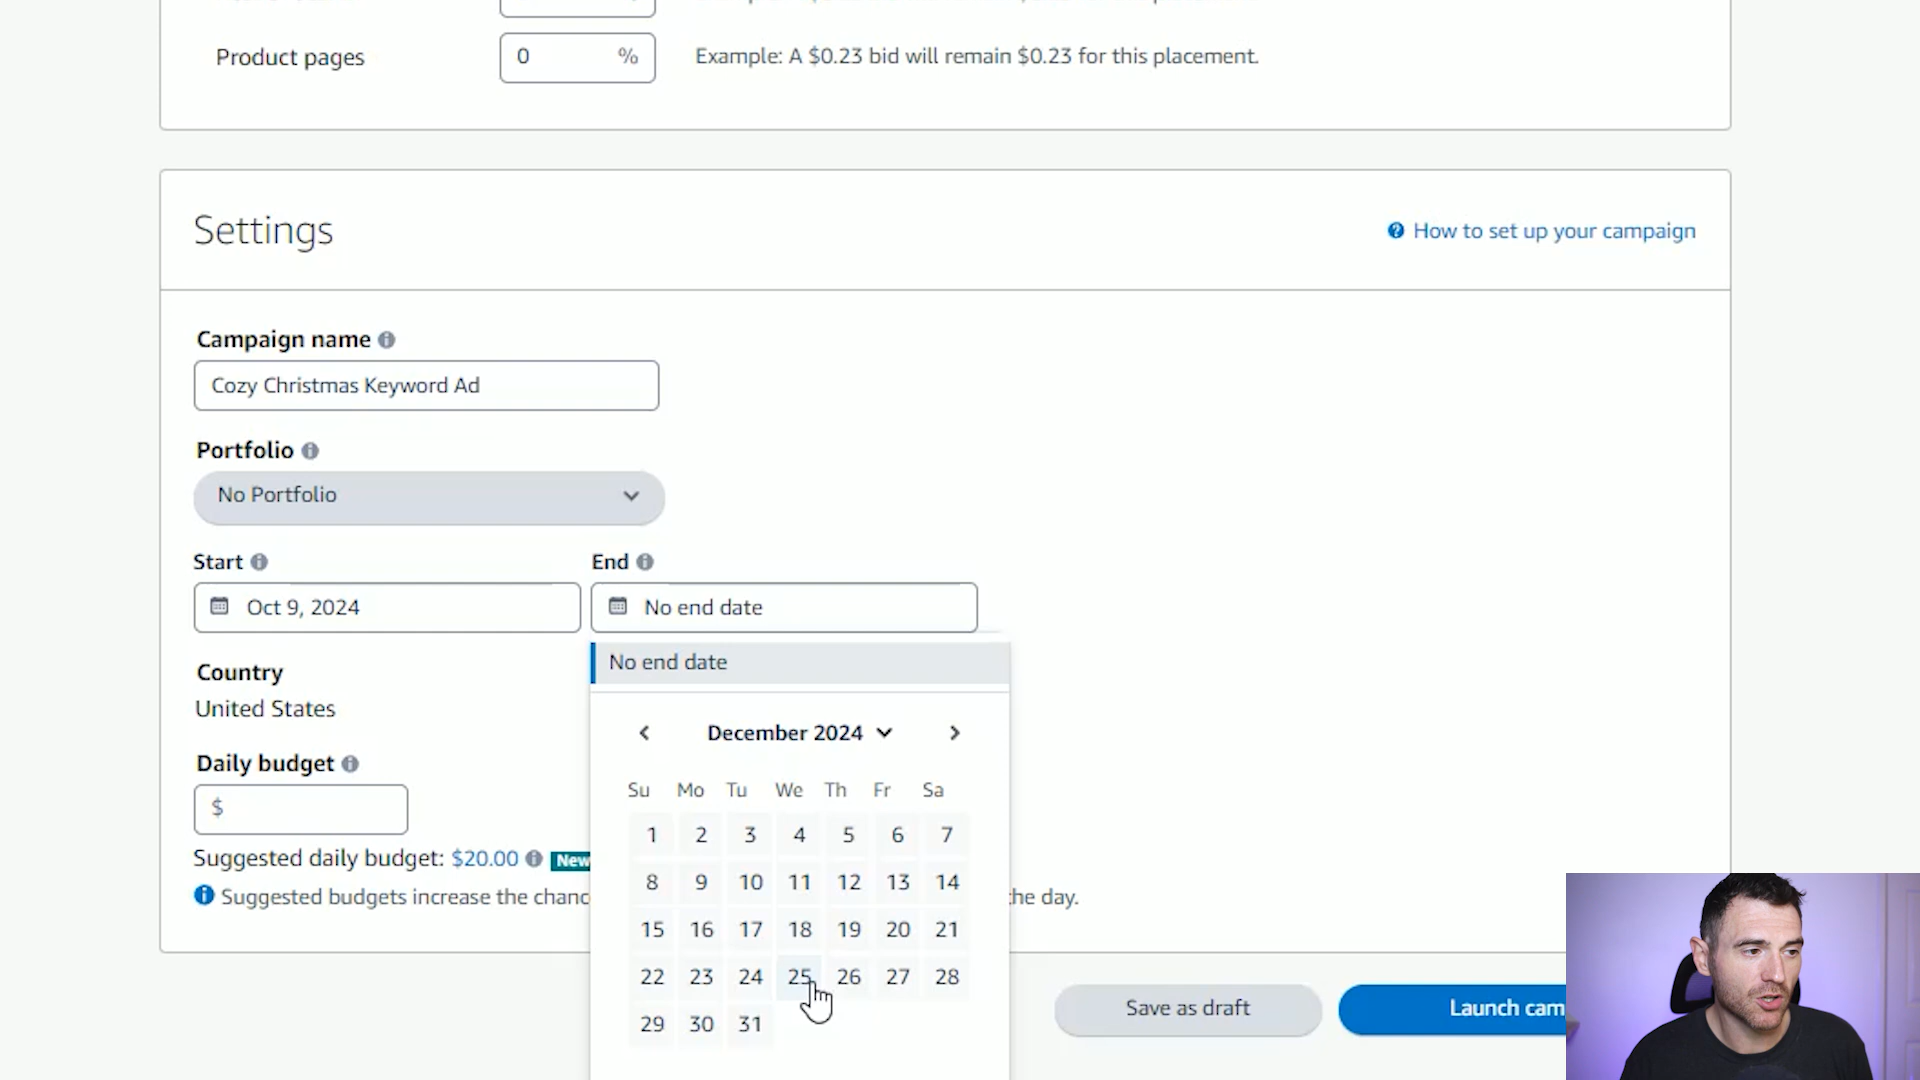 Product pages
0 %
Example: A $0.23 bid will remain $0.23 for this placement.
Settings
How to set up your campaign
Campaign name
Cozy Christmas Keyword Ad
Portfolio
No Portfolio
Start
End
Oct 9, 2024
No end date
No end date
Country
United States
December 2024
Su Mo Tu We Th Fr Sa
1 2 3 4 5 6 7
8 9 10 11 12 13 14
15 16 17 18 19 20 21
22 23 24 25 26 27 28
29 30 31
Daily budget
$
Suggested daily budget: $20.00 New
Suggested budgets increase the chanc
the day.
Save as draft
Launch cam